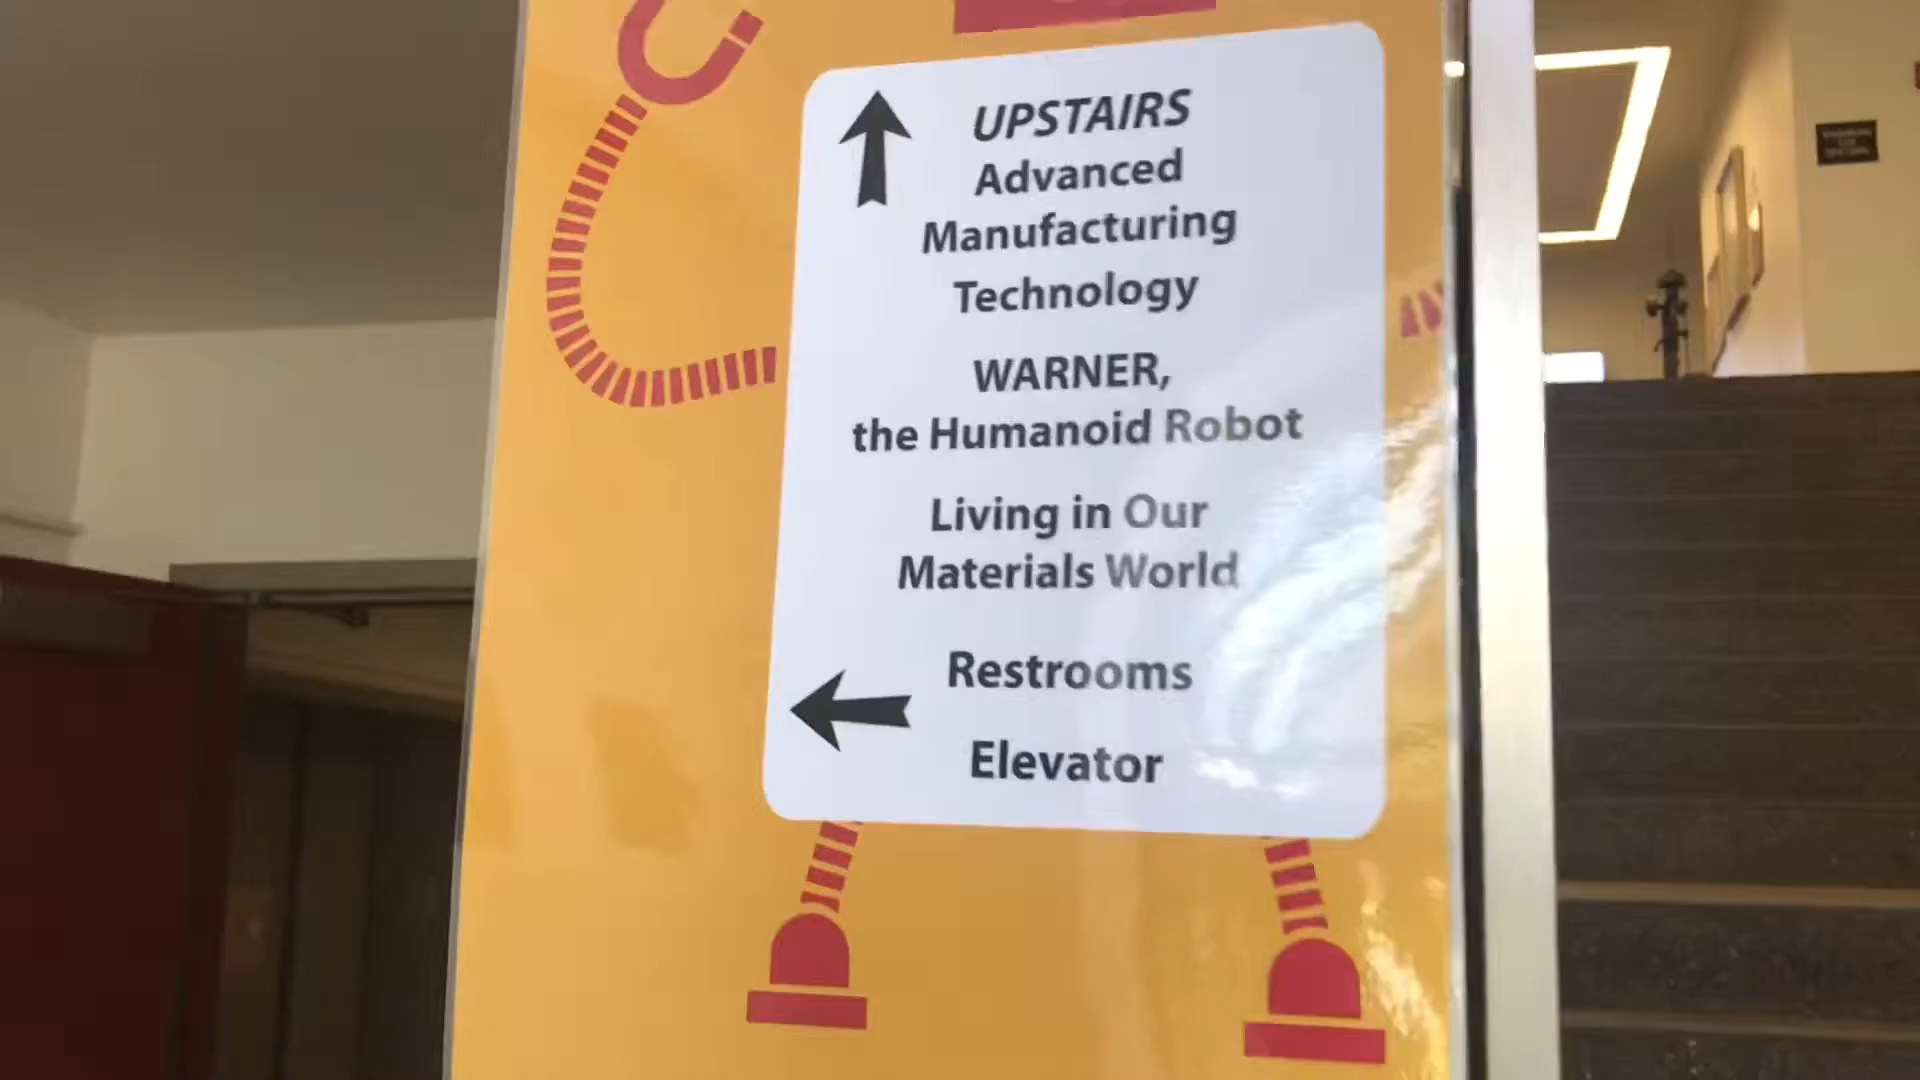 UPSTAIRS
Advanced
Manufacturing
Technology
WARNER,
the Humanoid Robot
Living in Our
Materials World
Restrooms
Elevator